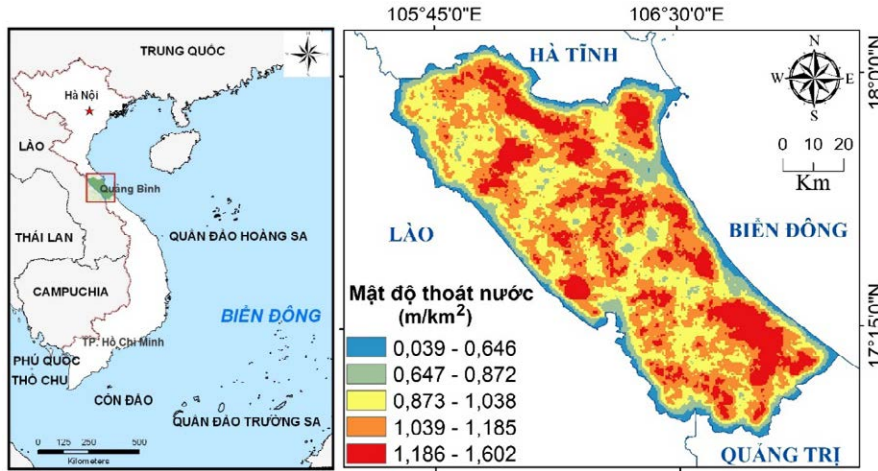 TRUNG QUỐC
Hà Nội
LÀO
Quảng Bình
QUẦN ĐẢO HOÀNG SA
THÁI LAN
CAMPUCHIA
BIỂN ĐÔNG
TP. Hồ Chí Minh
PHÚ QUỐC
THỔ CHU
CÔN ĐẢO
QUẦN ĐẢO TRƯỜNG SA
0 125 250 500
Kilometers
105°45'0"E 106°30'0"E
HÀ TĨNH
N
W E
S
0 10 20
Km
18°0'0"N
LÀO
BIỂN ĐÔNG
Mật độ thoát nước
(m/km²)
0,039 - 0,646
0,647 - 0,872
0,873 - 1,038
1,039 - 1,185
1,186 - 1,602
17°15'0"N
QUẢNG TRỊ